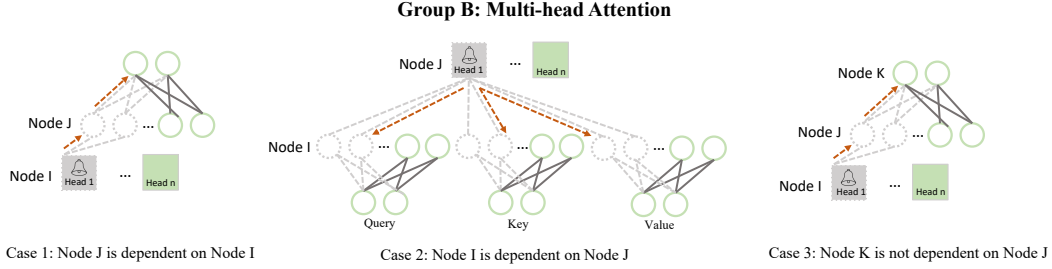 Group B: Multi-head Attention
Node J
Node I
Head 1
...
Head n
...
Case 1: Node J is dependent on Node I
Node J
Head 1
...
Head n
Node I
...
...
...
Query
Key
Value
Case 2: Node I is dependent on Node J
Node K
Node J
...
Node I
Head 1
...
Head n
Case 3: Node K is not dependent on Node J